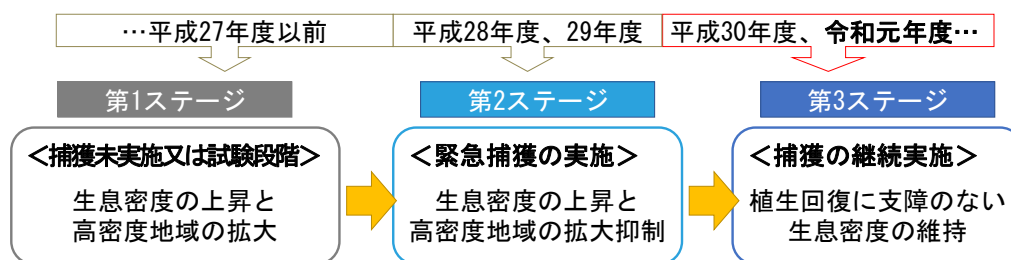 …平成27年度以前
平成28年度、29年度
平成30年度、令和元年度…
第1ステージ
第2ステージ
第3ステージ
＜捕獲未実施又は試験段階＞
生息密度の上昇と
高密度地域の拡大
＜緊急捕獲の実施＞
生息密度の上昇と
高密度地域の拡大抑制
＜捕獲の継続実施＞
植生回復に支障のない
生息密度の維持